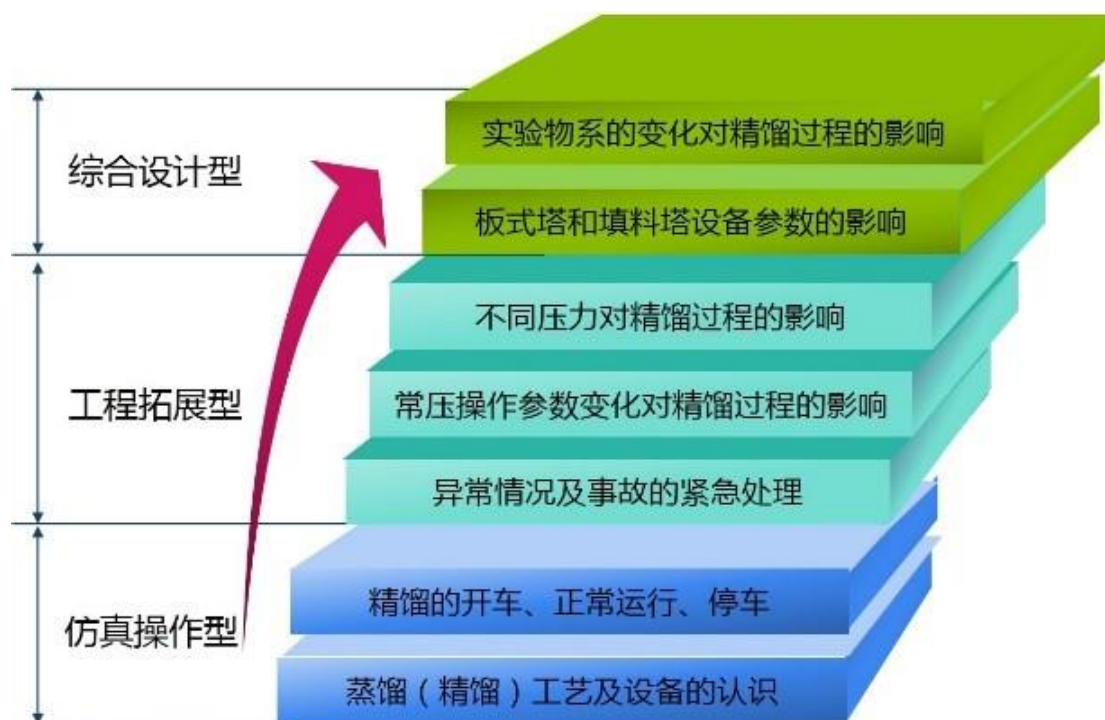 实验物系的变化对精馏过程的影响
综合设计型
板式塔和填料塔设备参数的影响
不同压力对精馏过程的影响
工程拓展型
常压操作参数变化对精馏过程的影响
异常情况及事故的紧急处理
精馏的开车、正常运行、停车
仿真操作型
蒸馏（精馏）工艺及设备的认识